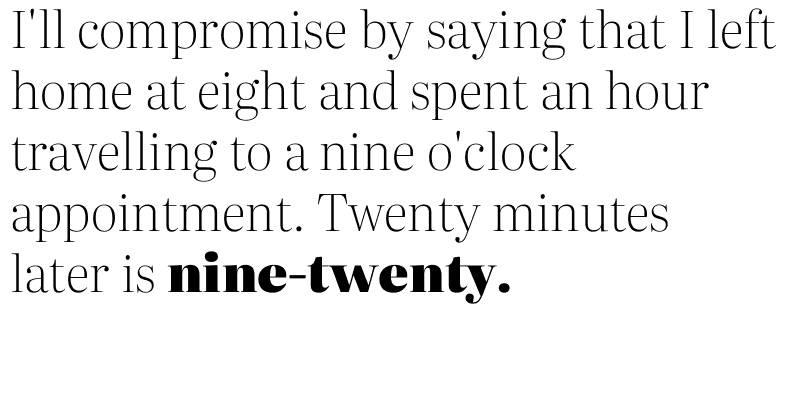 I'll compromise by saying that I left
home at eight and spent an hour
travelling to a nine o'clock
appointment. Twenty minutes
later is nine-twenty.